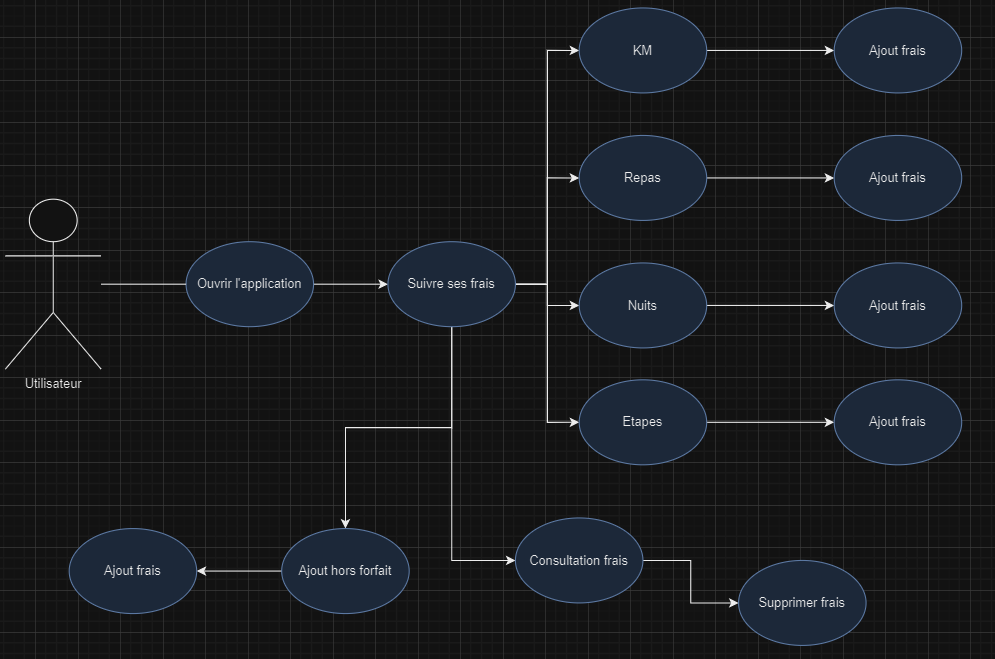 KM
Ajout frais
Repas
Ajout frais
Utilisateur
Ouvrir l'application
Suivre ses frais
Nuits
Ajout frais
Etapes
Ajout frais
Ajout frais
Ajout hors forfait
Consultation frais
Supprimer frais